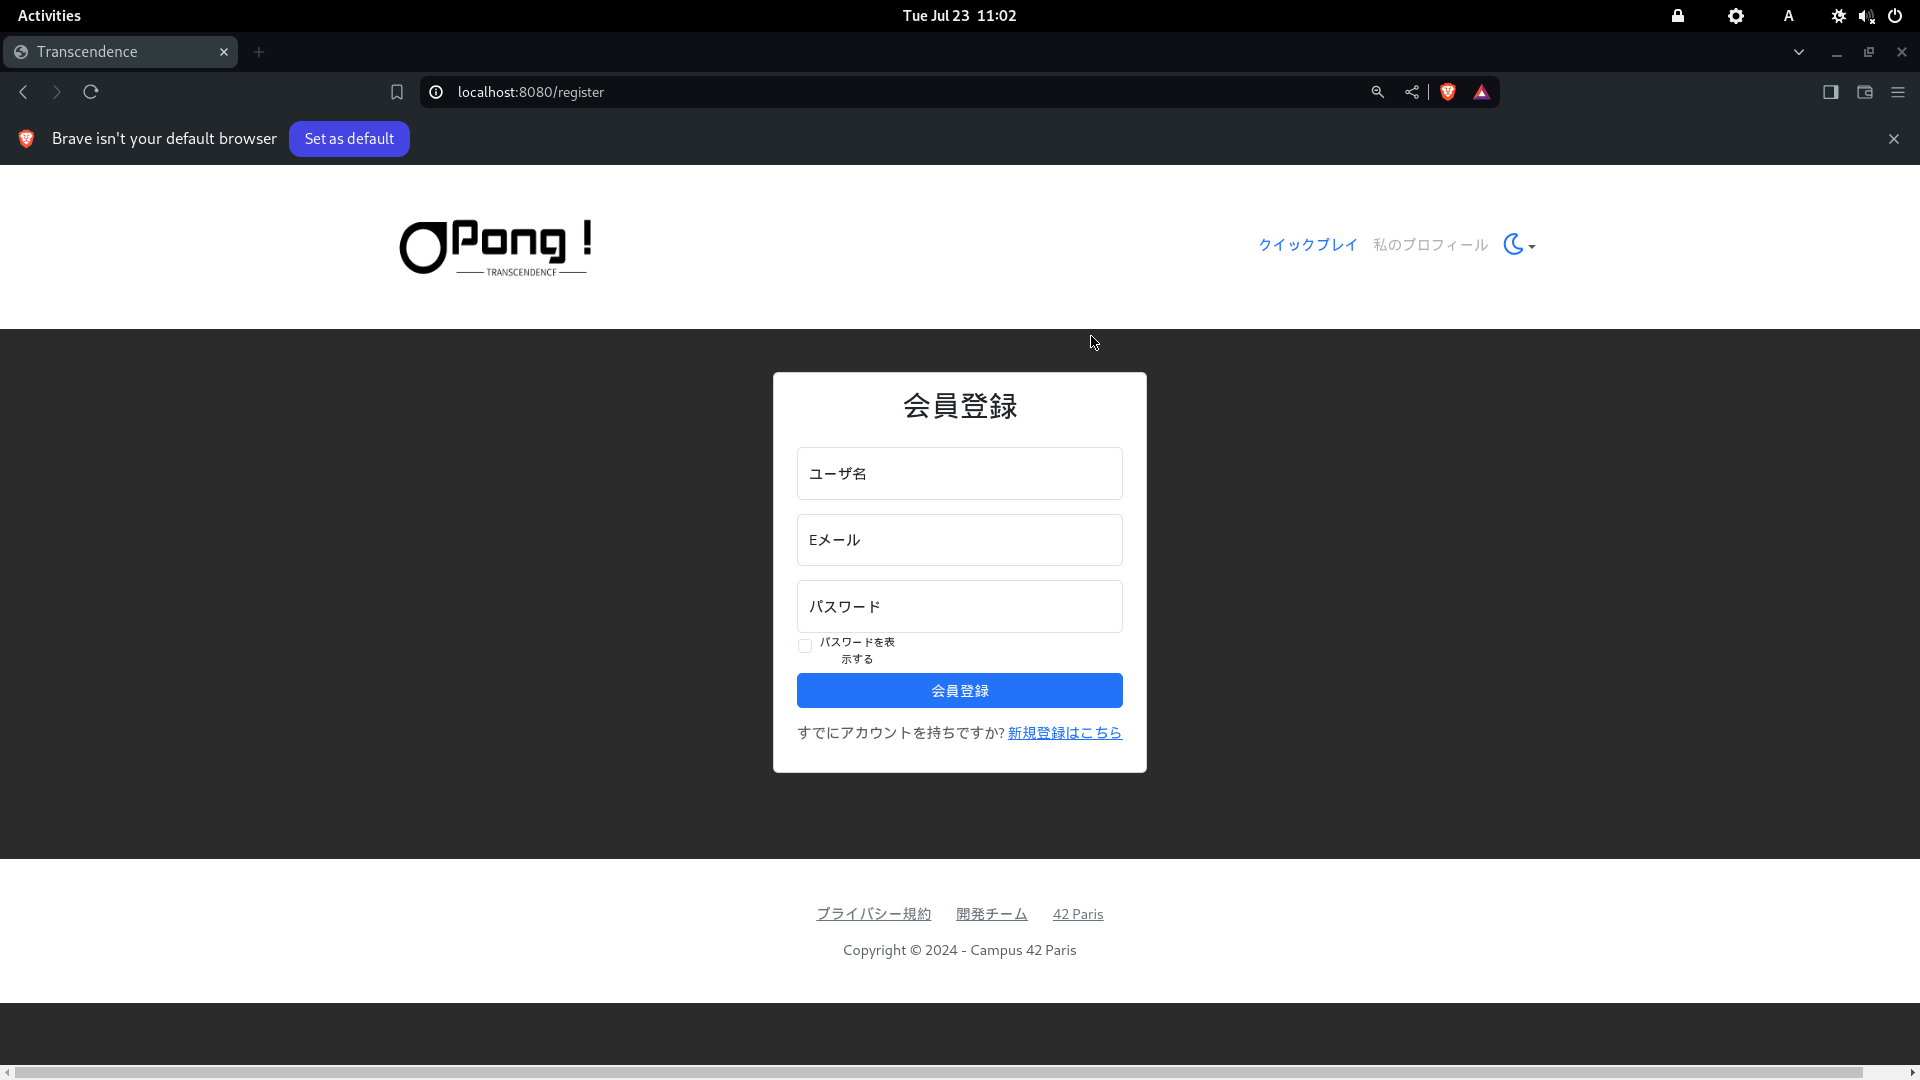 Activities
Tue Jul 23 11:02
A
Transcendence
localhost:8080/register
Brave isn't your default browser
Set as default
Pong !
TRANSCENDENCE
クイックプレイ 私のプロフィール
会員登録
ユーザ名
Eメール
パスワード
パスワードを表
示する
会員登録
すでにアカウントを持ちですか? 新規登録はこちら
プライバシー規約 開発チーム 42 Paris
Copyright © 2024 - Campus 42 Paris